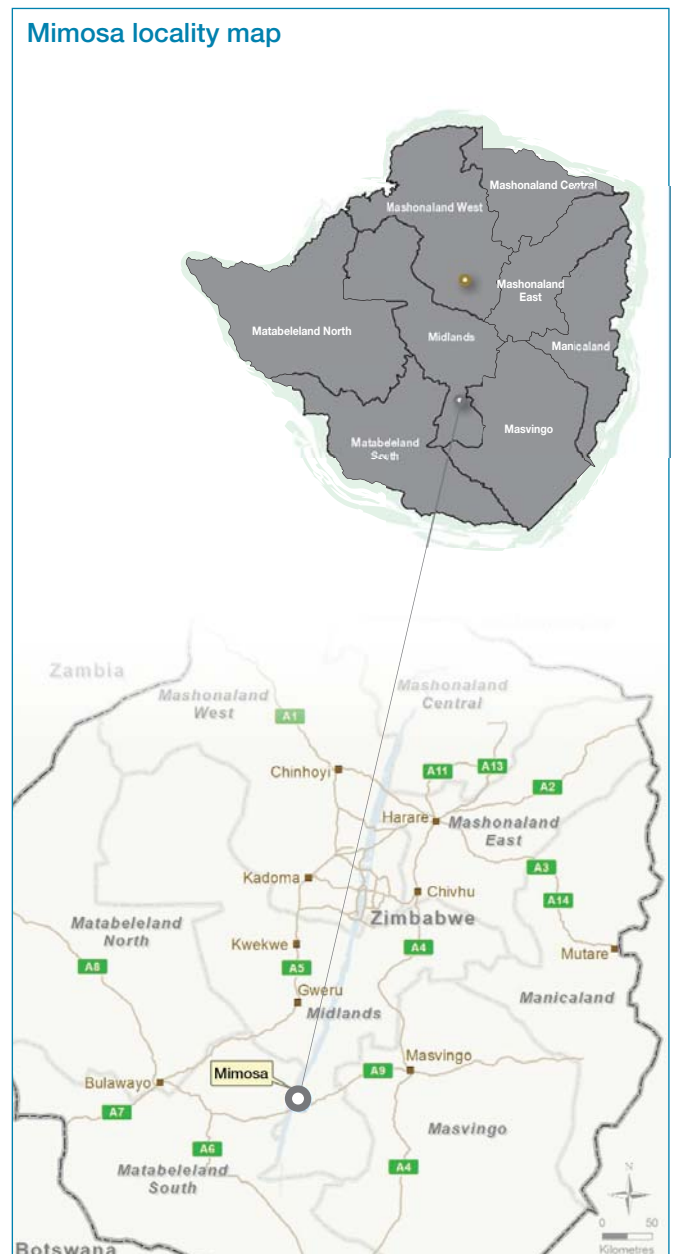 Mimosa locality map
Mashonaland Central
Mashonaland West
Mashonaland
East
Matabeleland North
Midlands
Manicaland
Masvingo
Matabeleland
South
Zambia
Mashonaland
West
Mashonaland
Central
A1
Chinhoyi
A11
A13
A2
Harare
Mashonaland
East
A3
Kadoma
Chivhu
A14
Matabeleland
North
Zimbabwe
Kwekwe
A4
Mutare
A8
A5
Gweru
Midlands
Manicaland
Mimosa
A9
Masvingo
Bulawayo
A7
Masvingo
A6
A4
Matabeleland
South
N
0 50
Kilometres
Botswana